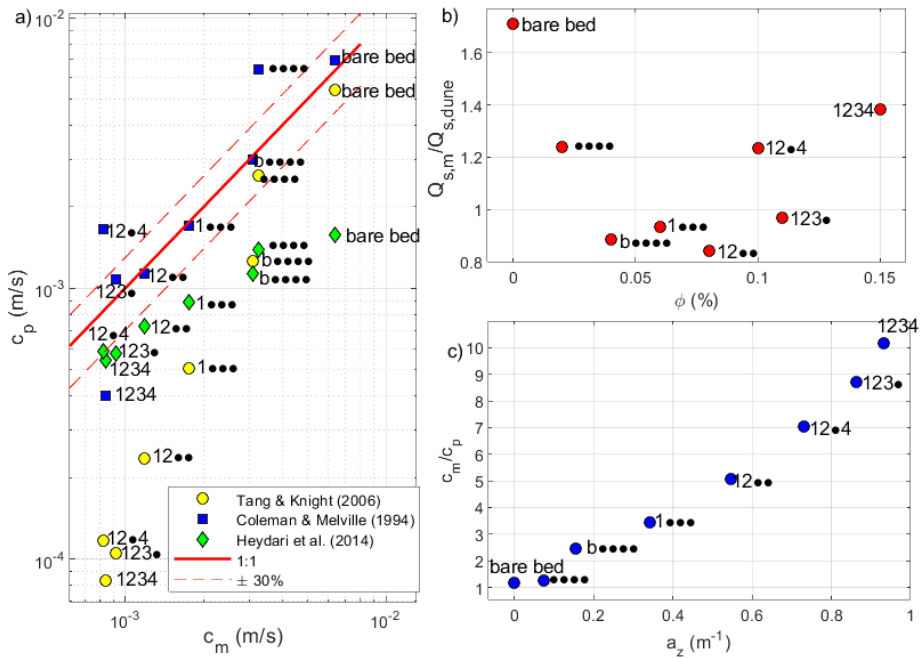 a)
10⁻²
10⁻³
10⁻⁴
c_p (m/s)
bare bed
●●●●
bare bed
b●●●●
●●●●
12●4
1●●●
bare bed
●●●●
b●●●●
b●●●●
123●
12●●
1●●●
12●4
12●●
123●
1234
1●●●
1234
12●●
12●4
123●
1234
Tang & Knight (2006)
Coleman & Melville (1994)
Heydari et al. (2014)
1:1
± 30%
10⁻³
10⁻²
c_m (m/s)
b)
1.6
1.4
1.2
1
0.8
Q_s,m/Q_s,dune
bare bed
1234
●●●●
12●4
123●
1●●●
b●●●●
12●●
0
0.05
0.1
0.15
ϕ (%)
c)
10
9
8
7
6
5
4
3
2
1
c_m/c_p
1234
123●
12●4
12●●
1●●●
b●●●●
bare bed
●●●●
0
0.2
0.4
0.6
0.8
1
a_z [m⁻¹]